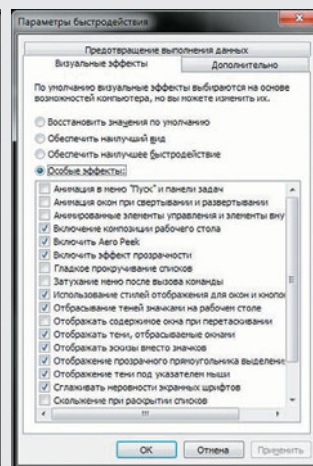 Параметры быстродействия
Предотвращение выполнения данных
Визуальные эффекты
Дополнительно
По умолчанию визуальные эффекты выбираются на основе
возможностей компьютера, но вы можете изменить их.
Восстановить значения по умолчанию
Обеспечить наилучший вид
Обеспечить наилучшее быстродействие
Особые эффекты:
Анимация в меню "Пуск" и панели задач
Анимация окон при свертывании и развертывании
Анимированные элементы управления и элементы вну
Включение композиции рабочего стола
Включить Aero Peek
Включить эффект прозрачности
Гладкое прокручивание списков
Затухание меню после вызова команды
Использование стилей отображения для окон и кнопок
Отбрасывание теней значками на рабочем столе
Отображать содержимое окна при перетаскивании
Отображать тени, отбрасываемые окнами
Отображать эскизы вместо значков
Отображение прозрачного прямоугольника выделени
Отображение тени под указателем мыши
Сглаживать неровности экранных шрифтов
Скольжение при раскрытии списков
ОК
Отмена
Применить